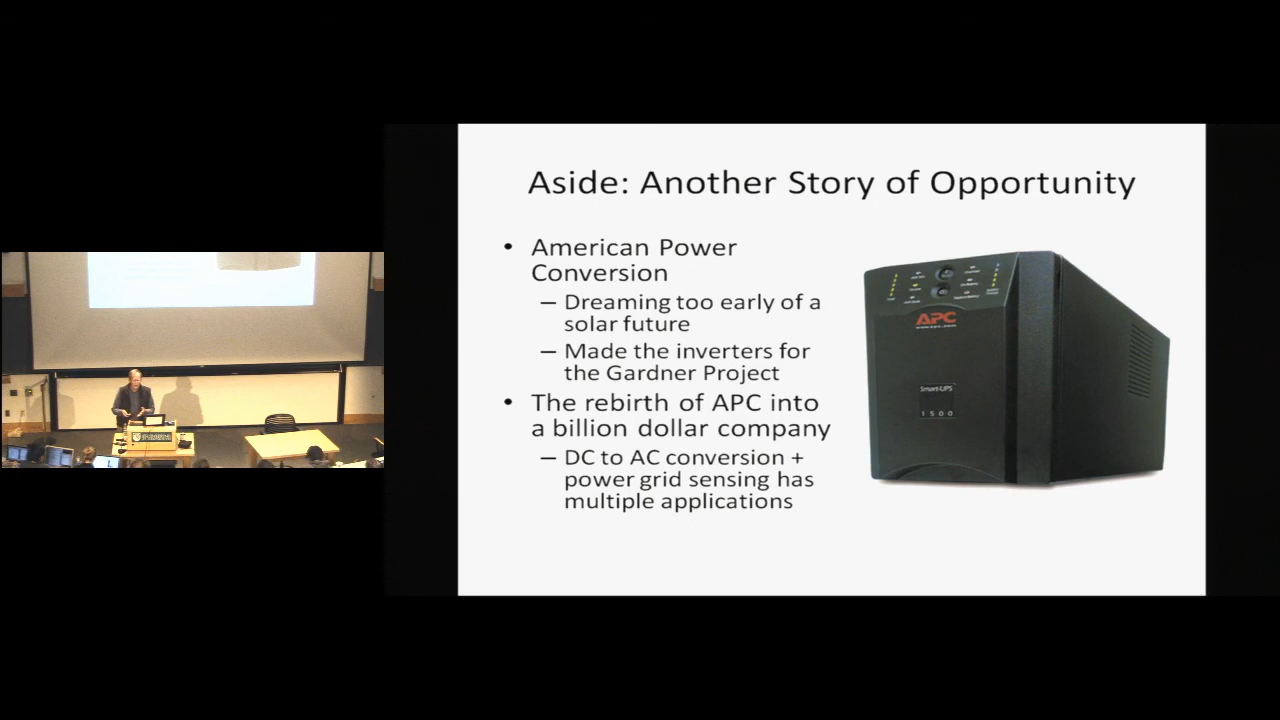 Aside: Another Story of Opportunity
• American Power
Conversion
– Dreaming too early of a
solar future
– Made the inverters for
the Gardner Project
• The rebirth of APC into
a billion dollar company
– DC to AC conversion +
power grid sensing has
multiple applications
APC
Smart-UPS
1500